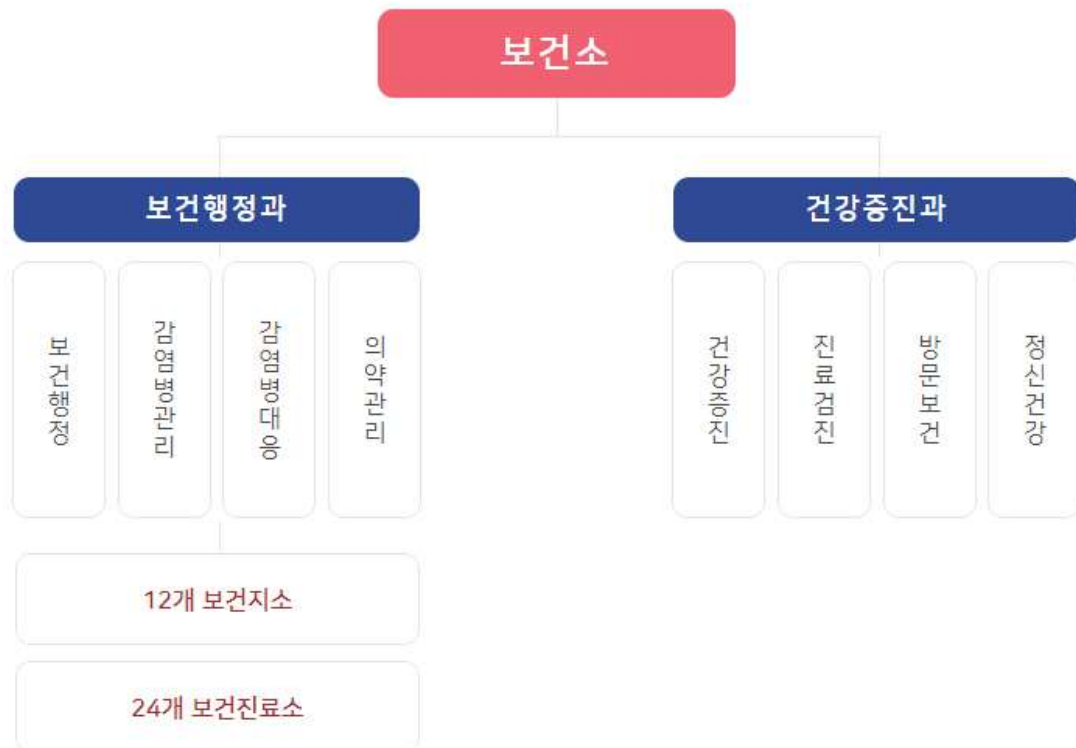 보건소
보건행정과
건강증진과
보건행정
감염병관리
감염병대응
의약관리
건강증진
진료검진
방문보건
정신건강
12개 보건지소
24개 보건진료소